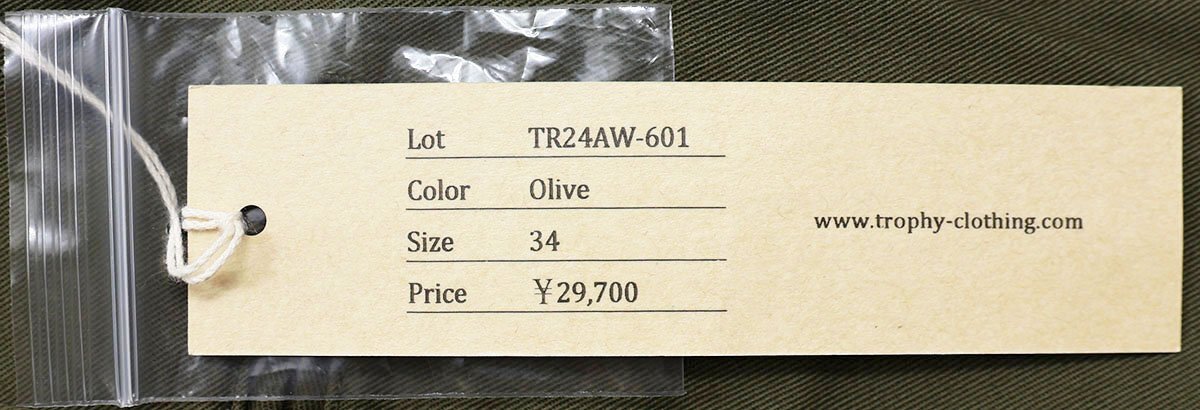 Lot TR24AW-601
Color Olive
Size 34
Price ￥29,700
www.trophy-clothing.com